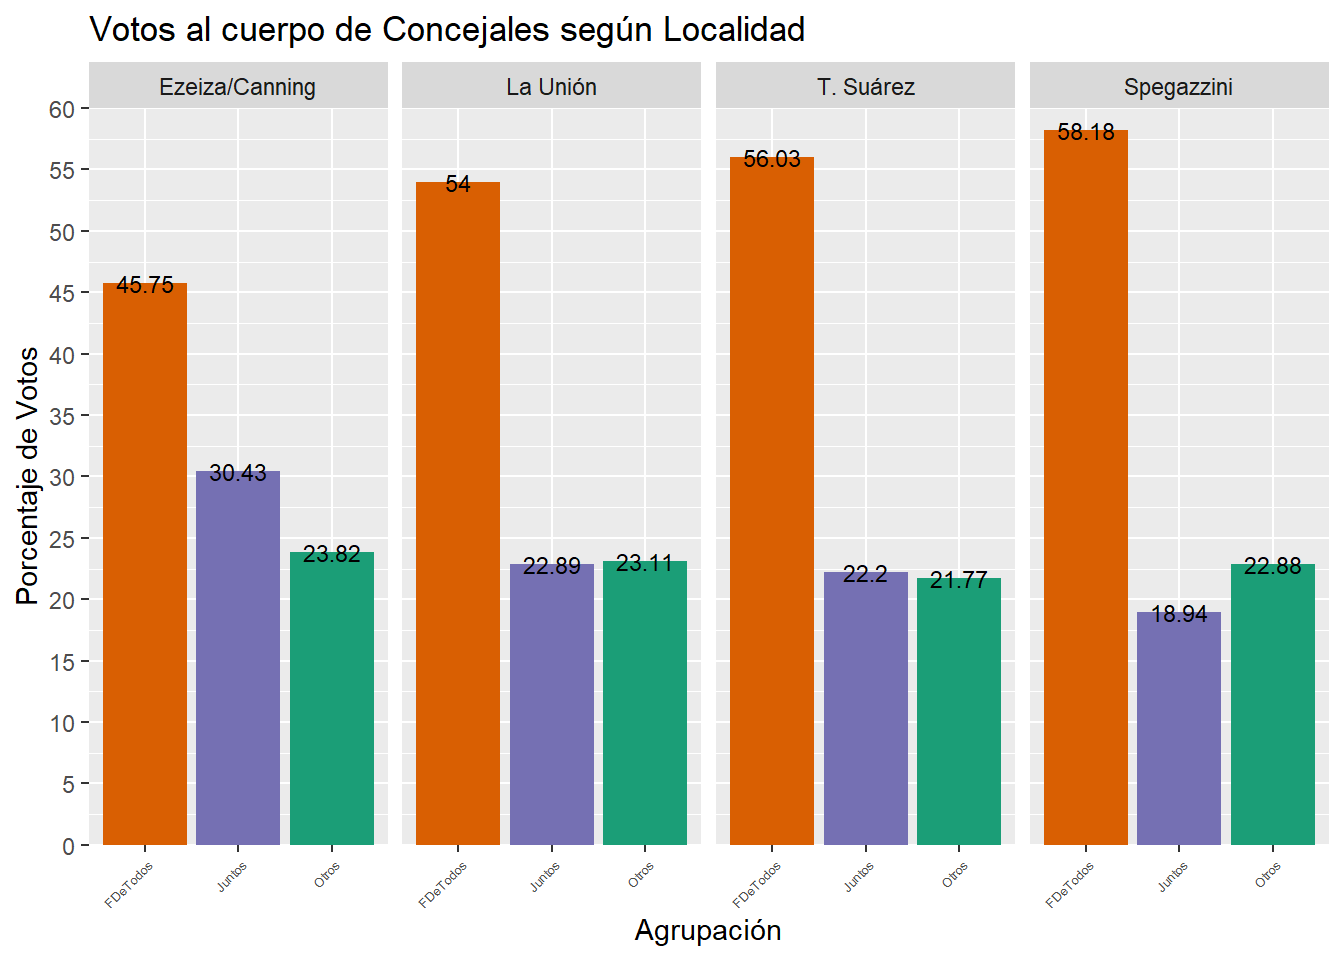 Votos al cuerpo de Concejales según Localidad
Ezeiza/Canning
La Unión
T. Suárez
Spegazzini
Porcentaje de Votos
60
55
50
45
40
35
30
25
20
15
10
5
0
45.75
30.43
23.82
54
22.89
23.11
56.03
22.2
21.77
58.18
18.94
22.88
FDeTodos
Juntos
Otros
FDeTodos
Juntos
Otros
FDeTodos
Juntos
Otros
FDeTodos
Juntos
Otros
Agrupación